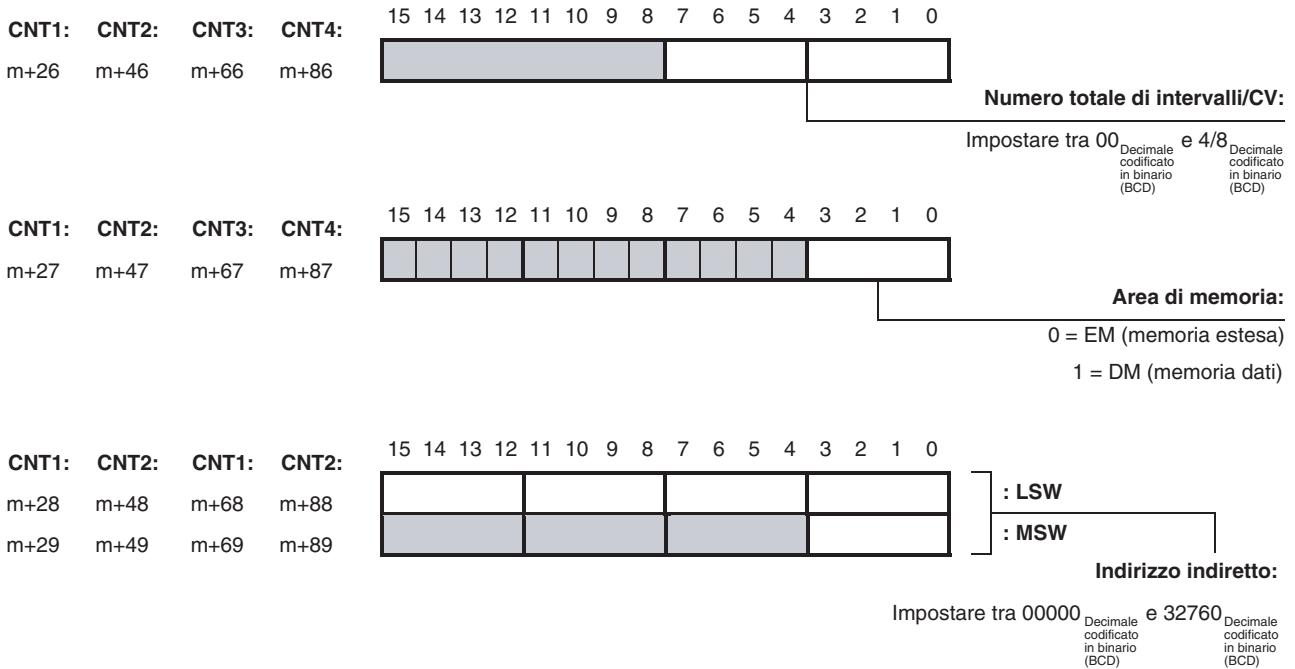 15 14 13 12 11 10 9 8 7 6 5 4 3 2 1 0
CNT1: CNT2: CNT3: CNT4:
m+26 m+46 m+66 m+86
Numero totale di intervalli/CV:
Impostare tra 00 Decimale codificato in binario (BCD) e 4/8 Decimale codificato in binario (BCD)
15 14 13 12 11 10 9 8 7 6 5 4 3 2 1 0
CNT1: CNT2: CNT3: CNT4:
m+27 m+47 m+67 m+87
Area di memoria:
0 = EM (memoria estesa)
1 = DM (memoria dati)
15 14 13 12 11 10 9 8 7 6 5 4 3 2 1 0
CNT1: CNT2: CNT1: CNT2:
m+28 m+48 m+68 m+88
: LSW
m+29 m+49 m+69 m+89
: MSW
Indirizzo indiretto:
Impostare tra 00000 Decimale codificato in binario (BCD) e 32760 Decimale codificato in binario (BCD)